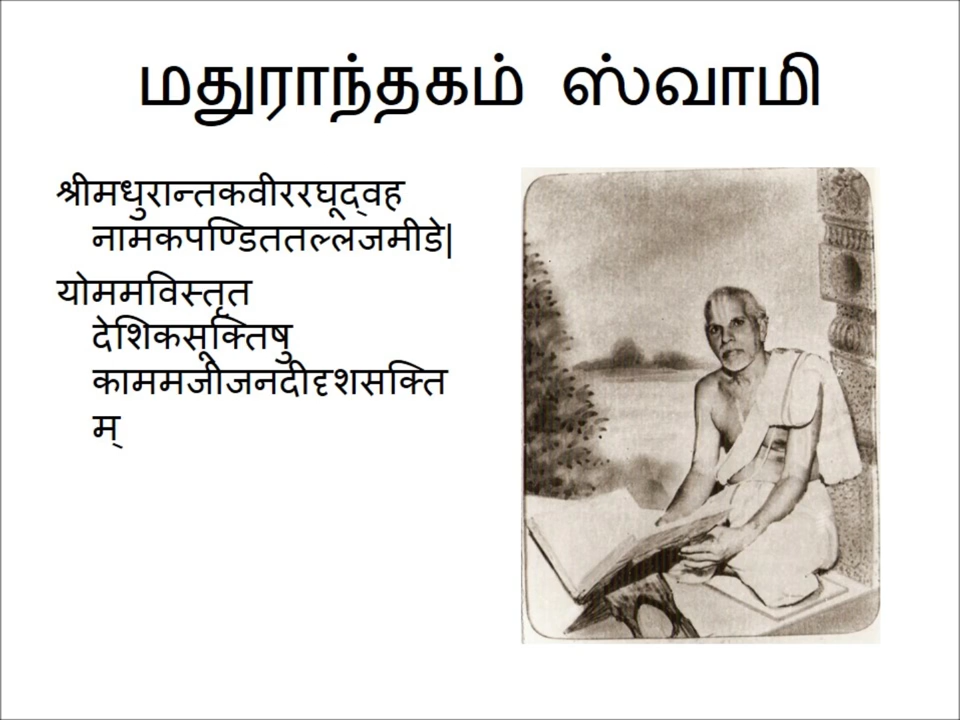 மதுராந்தகம் ஸ்வாமி
श्रीमधुरान्तकवीररघूद्वह
नामकपण्डिततल्लजमीडे|
योममविस्तृत
देशिकसूक्तिषु
काममजीजनदीदृशसक्ति
म्